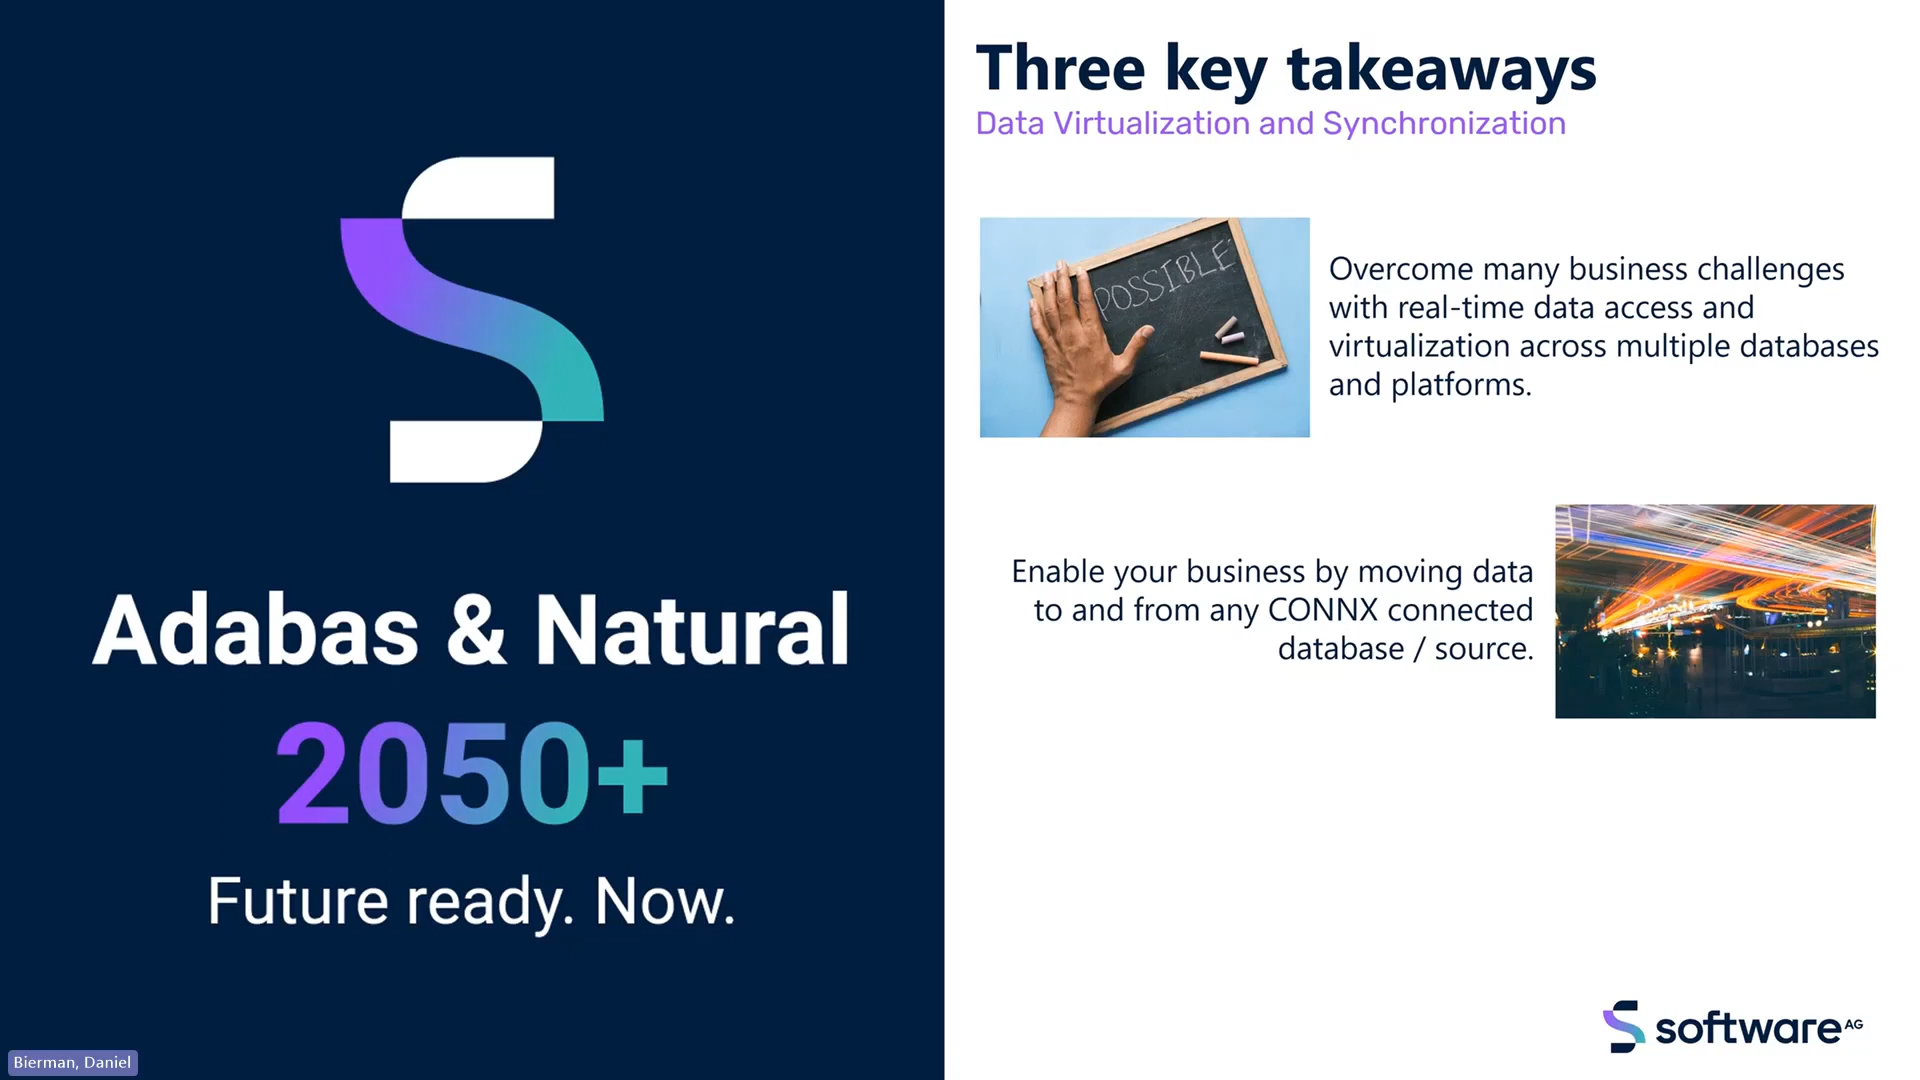 Adabas & Natural
2050+
Future ready. Now.
Bierman, Daniel
Three key takeaways
Data Virtualization and Synchronization
POSSIBLE
Overcome many business challenges
with real-time data access and
virtualization across multiple databases
and platforms.
Enable your business by moving data
to and from any CONNX connected
database / source.
software AG